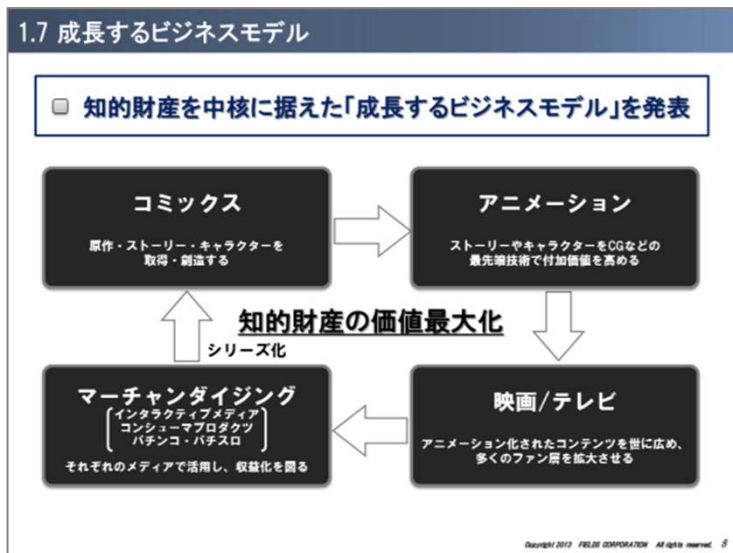 1.7 成長するビジネスモデル
知的財産を中核に据えた「成長するビジネスモデル」を発表
コミックス
原作・ストーリー・キャラクターを
取得・創造する
アニメーション
ストーリーやキャラクターをCGなどの
最先端技術で付加価値を高める
知的財産の価値最大化
シリーズ化
マーチャンダイジング
インタラクティブメディア
コンシューマプロダクツ
パチンコ・パチスロ
それぞれのメディアで活用し、収益化を図る
映画/テレビ
アニメーション化されたコンテンツを世に広め、
多くのファン層を拡大させる
Copyright 2013 FIELDS CORPORATION All rights reserved. 8